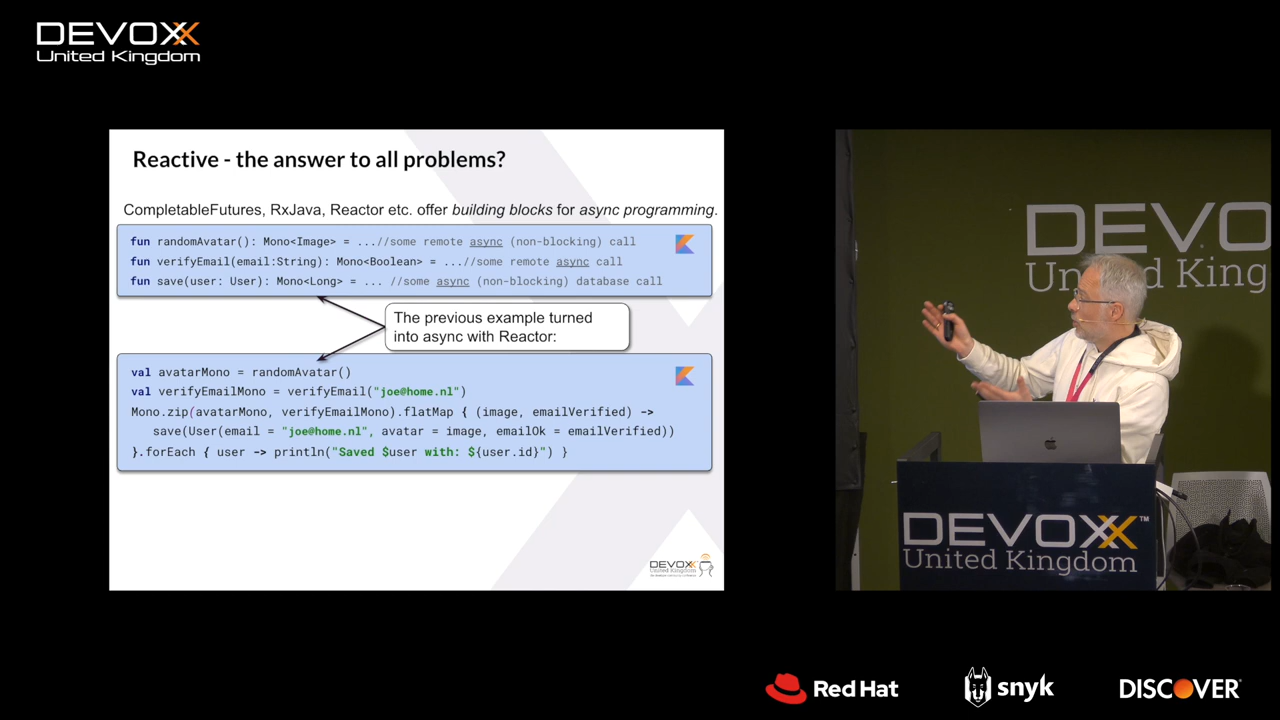 DEVOXX
United Kingdom
Reactive - the answer to all problems?
CompletableFutures, RxJava, Reactor etc. offer building blocks for async programming.
fun randomAvatar(): Mono<Image> = ...//some remote async (non-blocking) call
fun verifyEmail(email:String): Mono<Boolean> = ...//some remote async call
fun save(user: User): Mono<Long> = ... //some async (non-blocking) database call
The previous example turned
into async with Reactor:
val avatarMono = randomAvatar()
val verifyEmailMono = verifyEmail("joe@home.nl")
Mono.zip(avatarMono, verifyEmailMono).flatMap { (image, emailVerified) ->
save(User(email = "joe@home.nl", avatar = image, emailOk = emailVerified))
}.forEach { user -> println("Saved $user with: ${user.id}") }
DEVOXX
United Kingdom
DEVO
United King
DEVOXX™
United Kingdom
Red Hat
snyk
DISCOVER